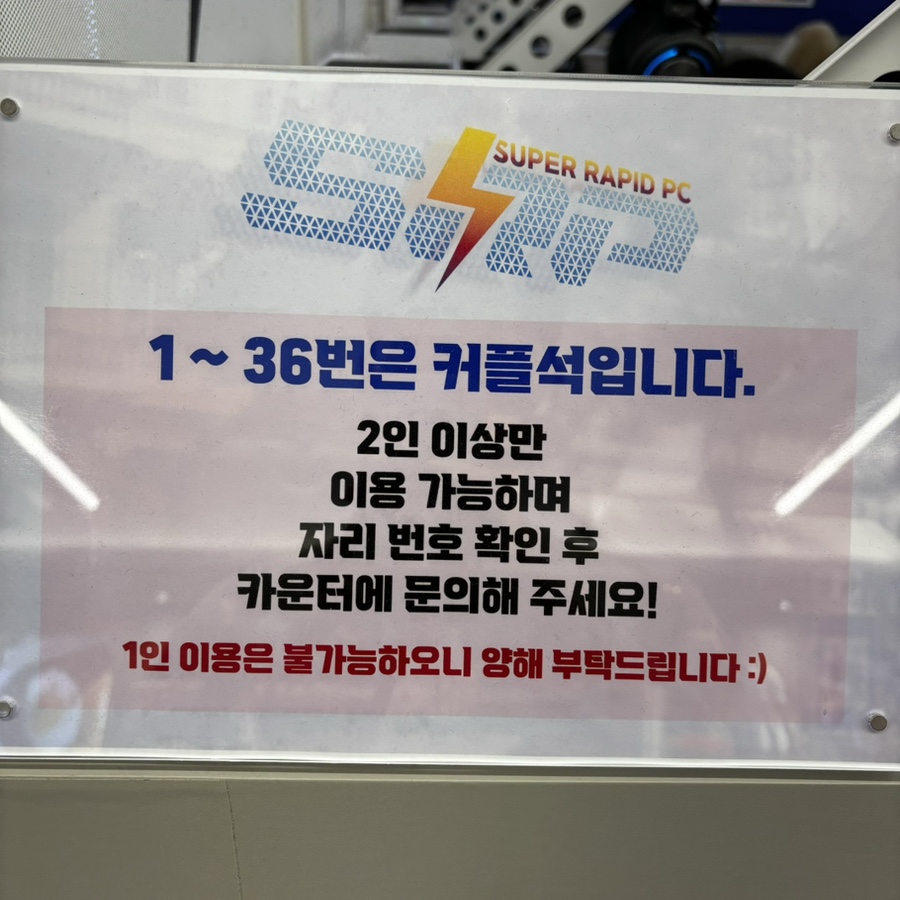 SRP
SUPER RAPID PC
1 ~ 36번은 커플석입니다.
2인 이상만
이용 가능하며
자리 번호 확인 후
카운터에 문의해 주세요!
1인 이용은 불가능하오니 양해 부탁드립니다 :)